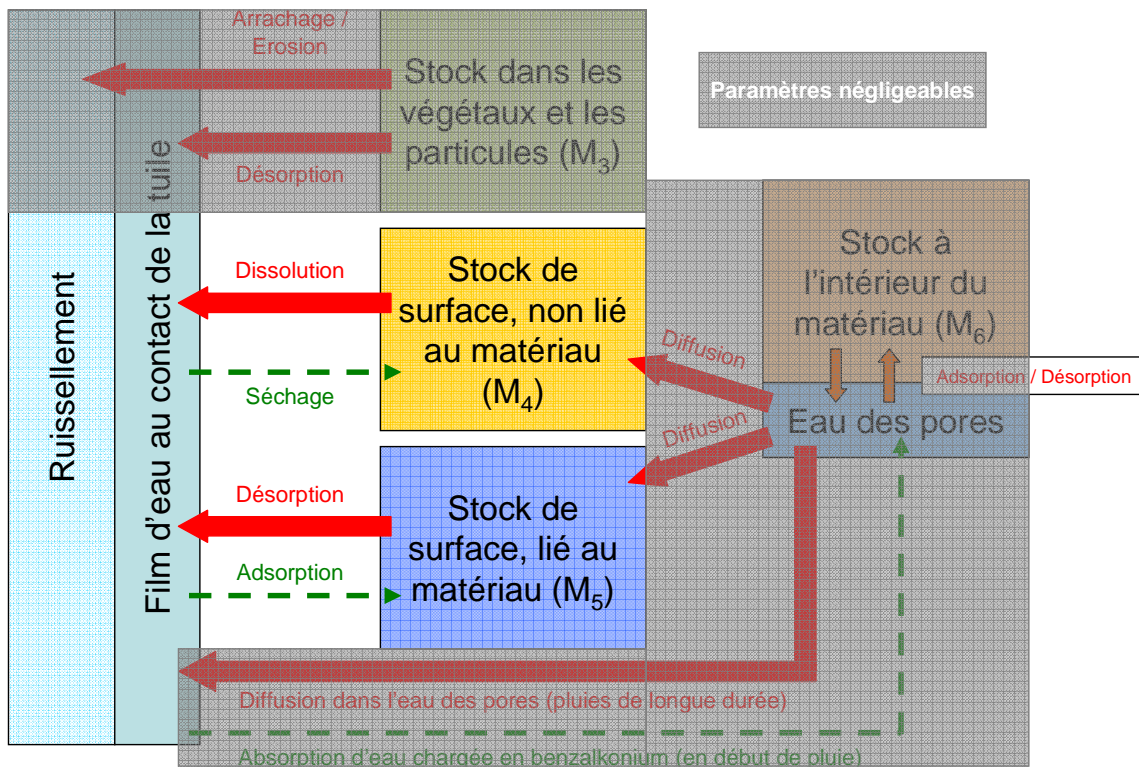 Arrachage /
Erosion
Stock dans les
végétaux et les
particules (M3)
Désorption
Paramètres négligeables
Ruissellement
Film d'eau au contact de la tuile
Dissolution
Séchage
Stock de
surface, non lié
au matériau
(M4)
Diffusion
Diffusion
Stock à
l'intérieur du
matériau (M6)
Adsorption / Désorption
Eau des pores
Désorption
Adsorption
Stock de
surface, lié au
matériau (M5)
Diffusion dans l'eau des pores (pluies de longue durée)
Absorption d'eau chargée en benzalkonium (en début de pluie)